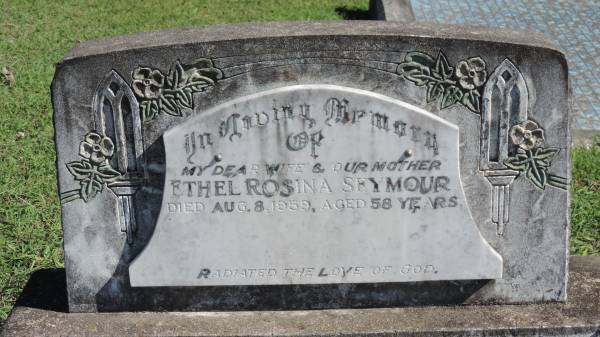 In Loving Memory
Of
MY DEAR WIFE & OUR MOTHER
ETHEL ROSINA SEYMOUR
DIED AUG. 8, 1959, AGED 58 YEARS.
RADIATED THE LOVE OF GOD.